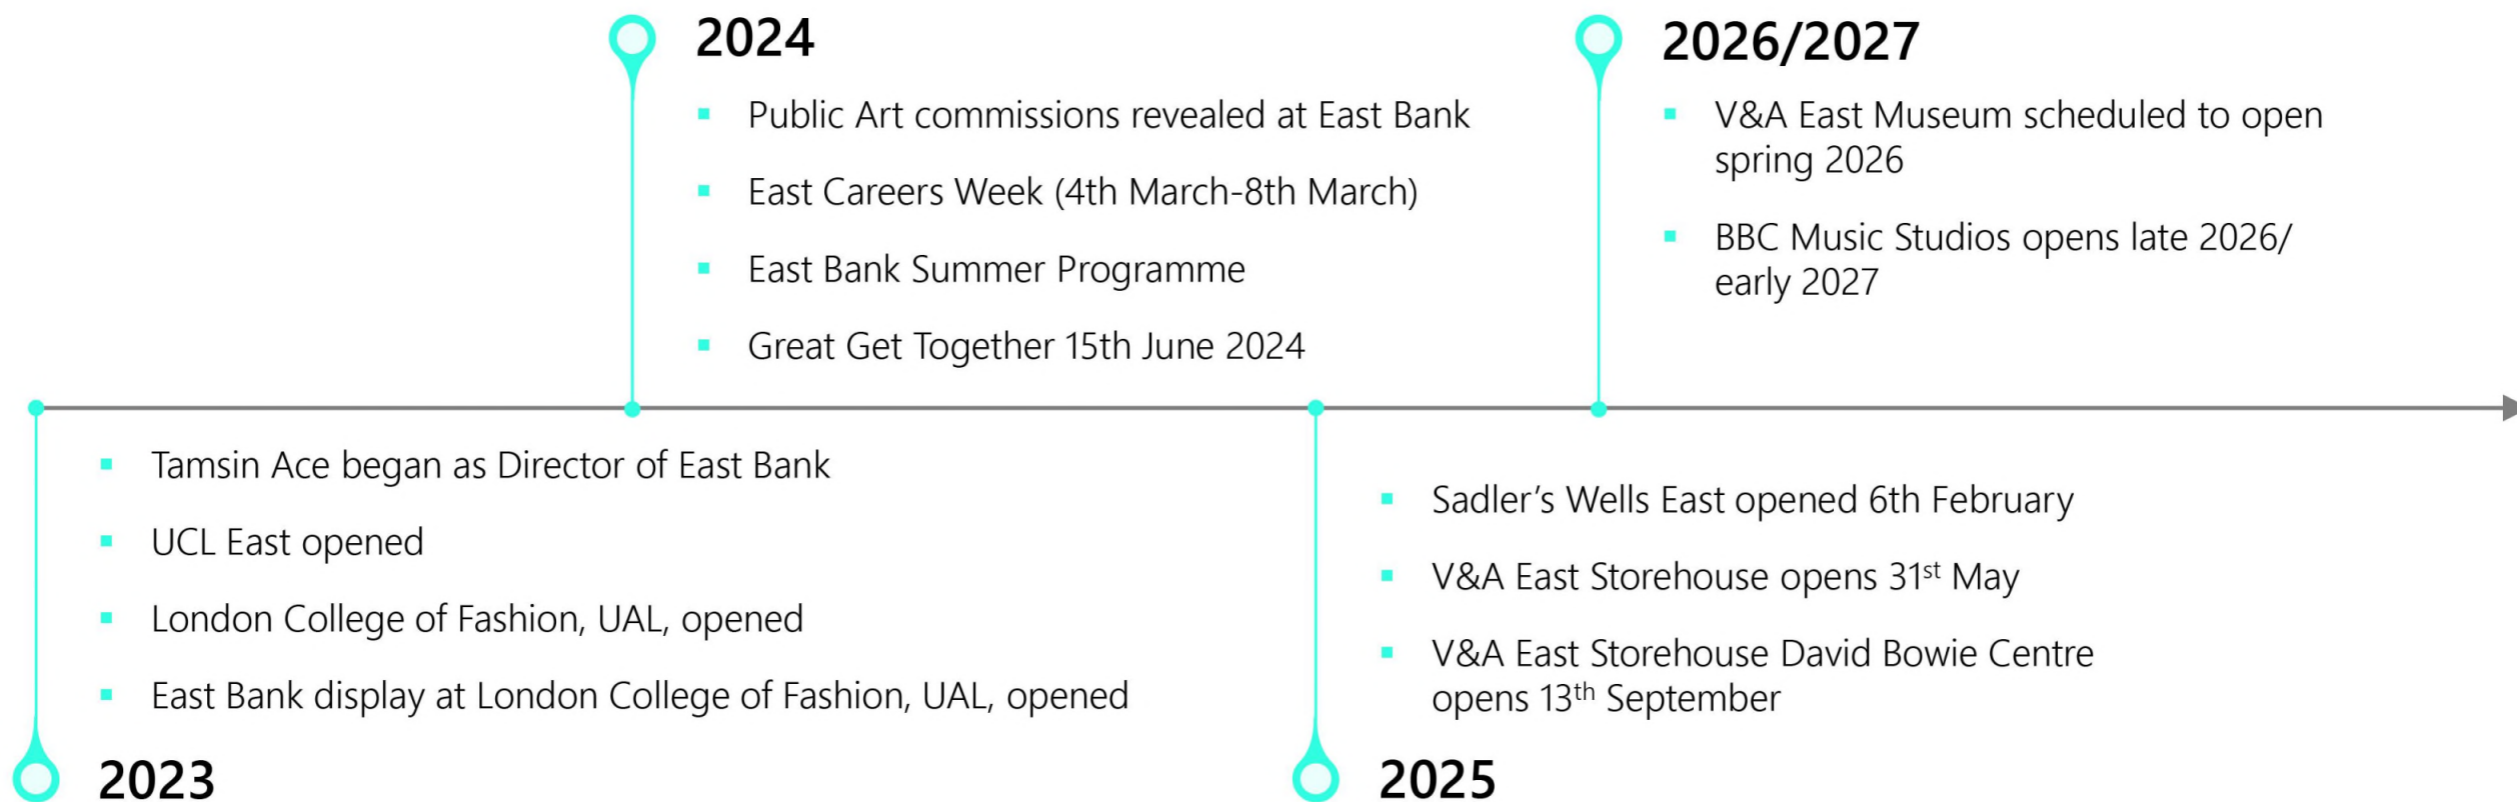 2024
Public Art commissions revealed at East Bank
East Careers Week (4th March-8th March)
East Bank Summer Programme
Great Get Together 15th June 2024
2026/2027
V&A East Museum scheduled to open
spring 2026
BBC Music Studios opens late 2026/
early 2027
Tamsin Ace began as Director of East Bank
UCL East opened
London College of Fashion, UAL, opened
East Bank display at London College of Fashion, UAL, opened
2023
Sadler’s Wells East opened 6th February
V&A East Storehouse opens 31st May
V&A East Storehouse David Bowie Centre
opens 13th September
2025